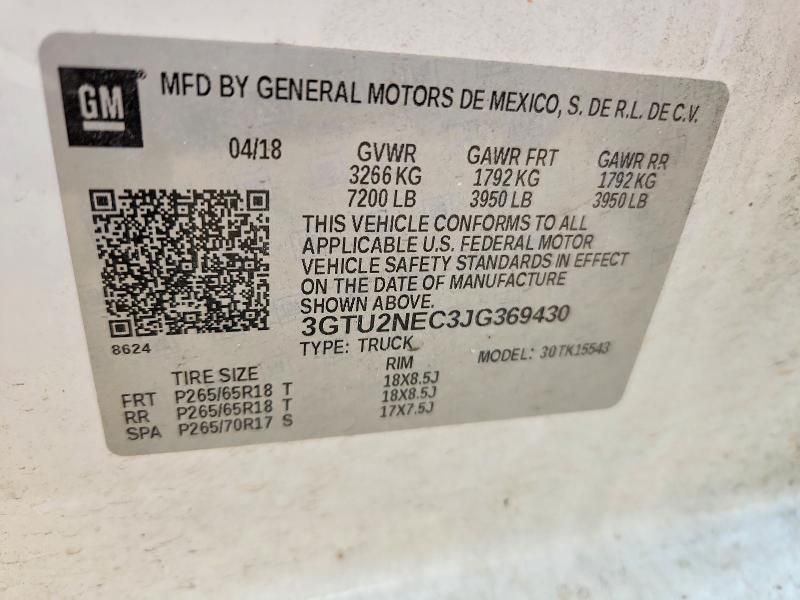 GM
MFD BY GENERAL MOTORS DE MEXICO, S. DE R.L. DE C.V.
04/18 GVWR GAWR FRT GAWR RR
3266 KG 1792 KG 1792 KG
7200 LB 3950 LB 3950 LB
THIS VEHICLE CONFORMS TO ALL
APPLICABLE U.S. FEDERAL MOTOR
VEHICLE SAFETY STANDARDS IN EFFECT
ON THE DATE OF MANUFACTURE
SHOWN ABOVE.
3GTU2NEC3JG369430
8624
TYPE: TRUCK MODEL: 30TK15543
TIRE SIZE RIM
FRT P265/65R18 T 18X8.5J
RR P265/65R18 T 18X8.5J
SPA P265/70R17 S 17X7.5J